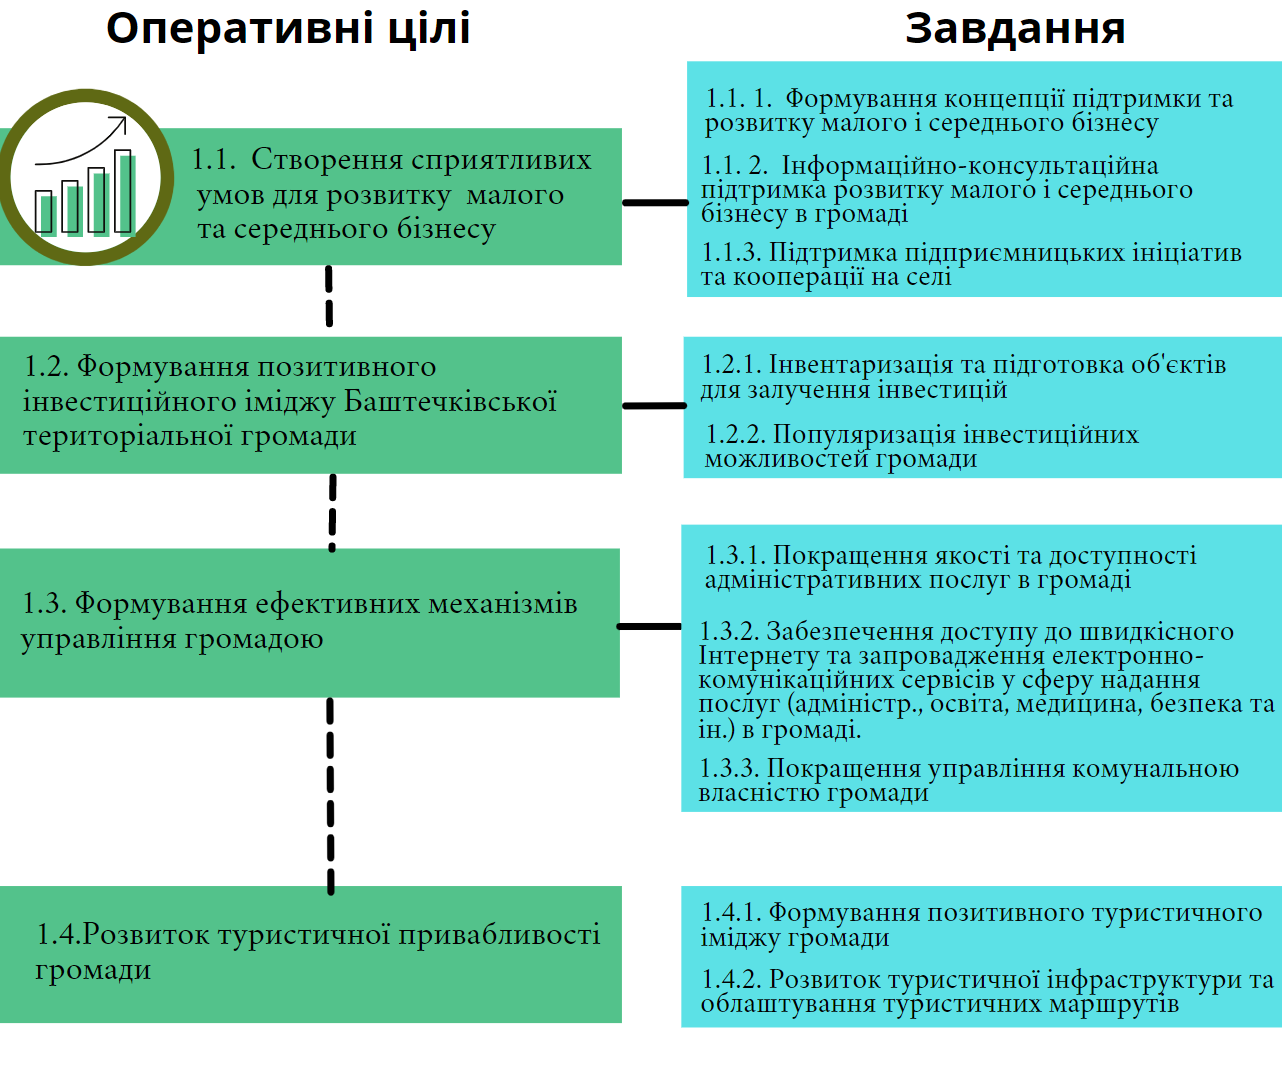 Оперативні цілі
Завдання
1.1.  Створення сприятливих
умов для розвитку  малого
та середнього бізнесу
1.1. 1.  Формування концепції підтримки та
розвитку малого і середнього бізнесу
1.1. 2.  Інформаційно-консультаційна
підтримка розвитку малого і середнього
бізнесу в громаді
1.1.3. Підтримка підприємницьких ініціатив
та кооперації на селі
1.2. Формування позитивного
інвестиційного іміджу Баштечківської
територіальної громади
1.2.1. Інвентаризація та підготовка об'єктів
для залучення інвестицій
1.2.2. Популяризація інвестиційних
можливостей громади
1.3. Формування ефективних механізмів
управління громадою
1.3.1. Покращення якості та доступності
адміністративних послуг в громаді
1.3.2. Забезпечення доступу до швидкісного
Інтернету та запровадження електронно-
комунікаційних сервісів у сферу надання
послуг (адміністр., освіта, медицина, безпека та
ін.) в громаді.
1.3.3. Покращення управління комунальною
власністю громади
1.4.Розвиток туристичної привабливості
громади
1.4.1. Формування позитивного туристичного
іміджу громади
1.4.2. Розвиток туристичної інфраструктури та
облаштування туристичних маршрутів